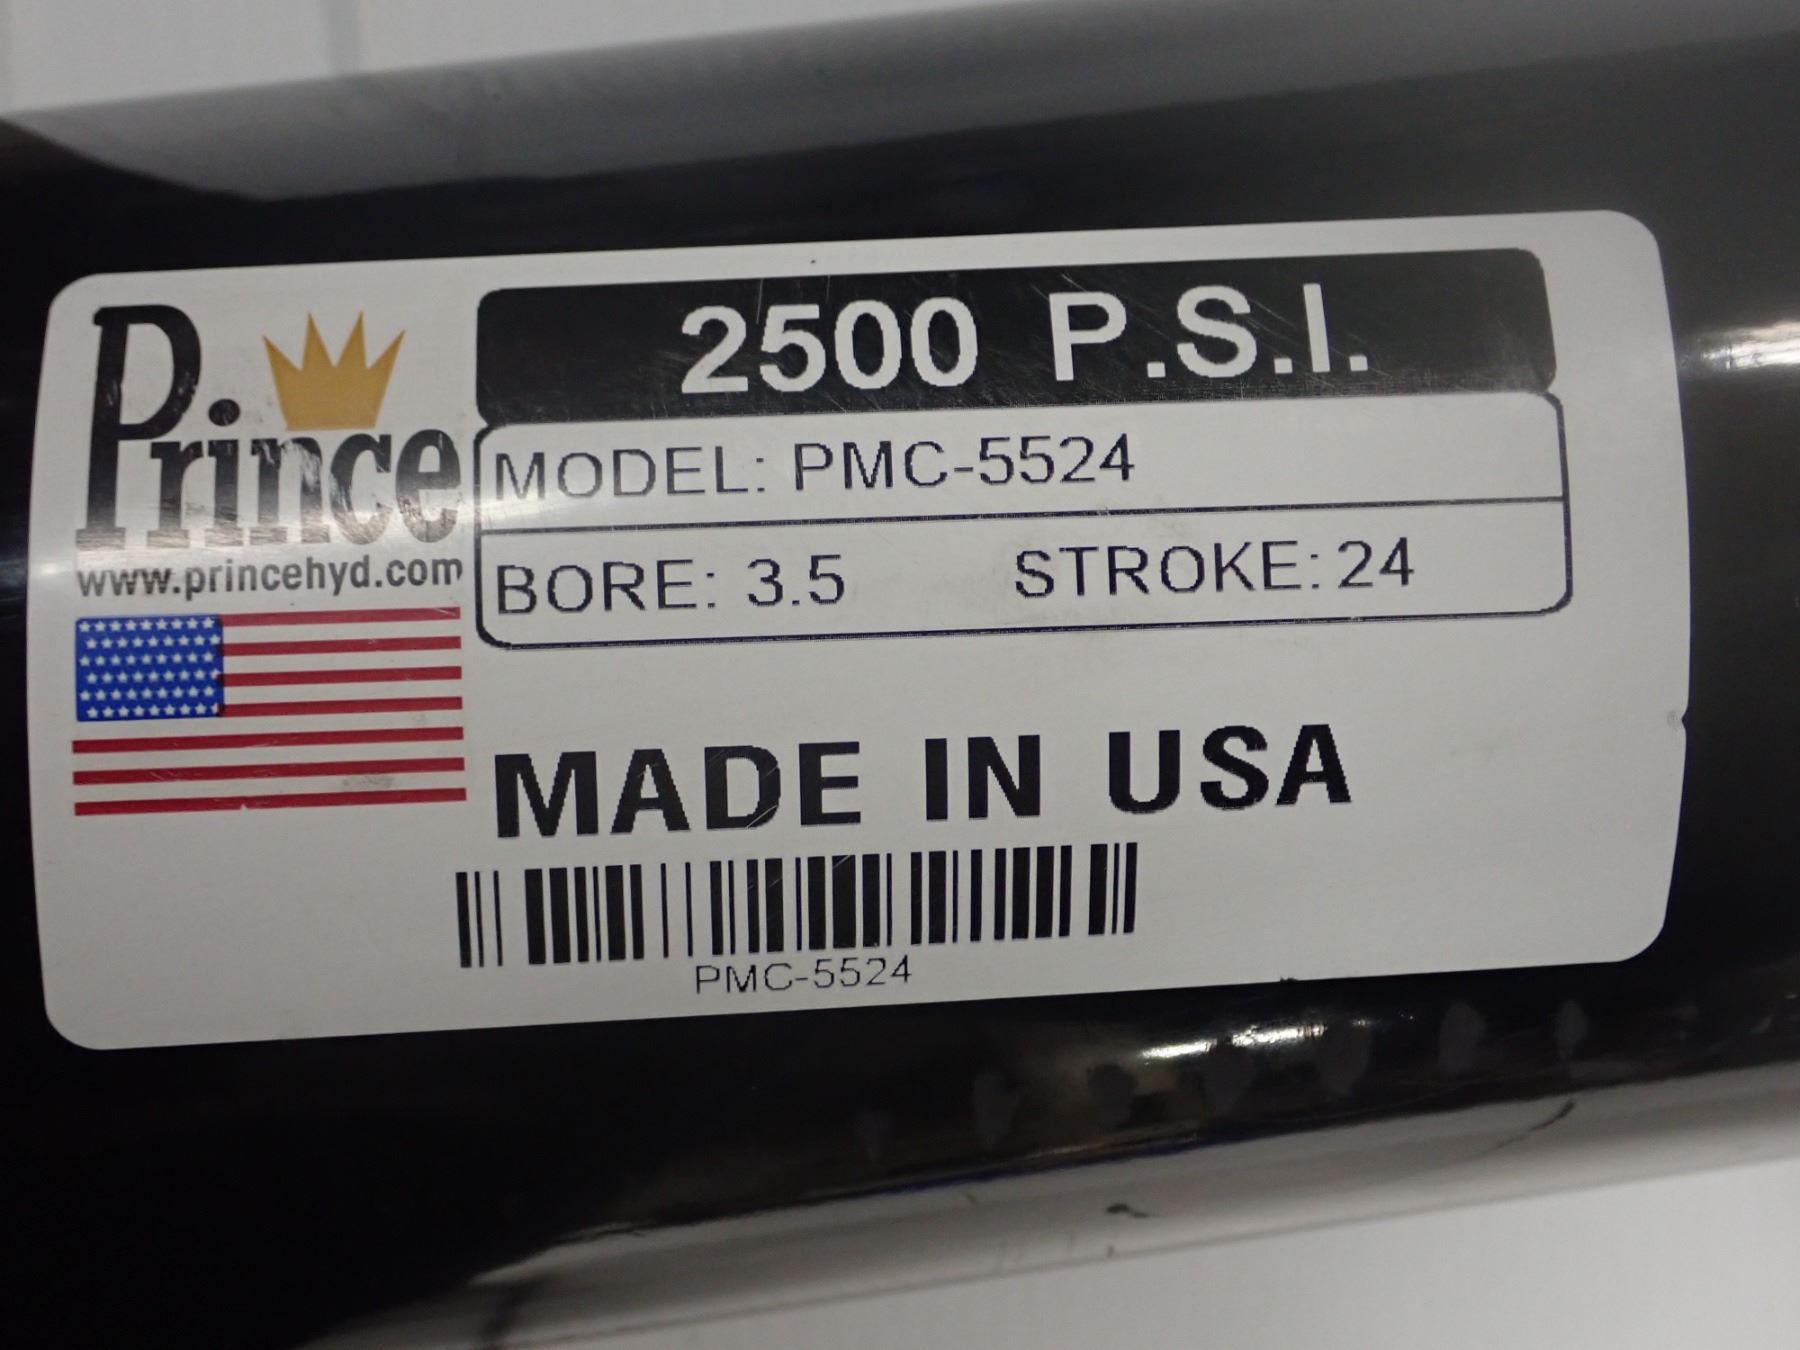 Prince
www.princehyd.com
2500 P.S.I.
MODEL: PMC-5524
BORE: 3.5 STROKE: 24
MADE IN USA
PMC-5524